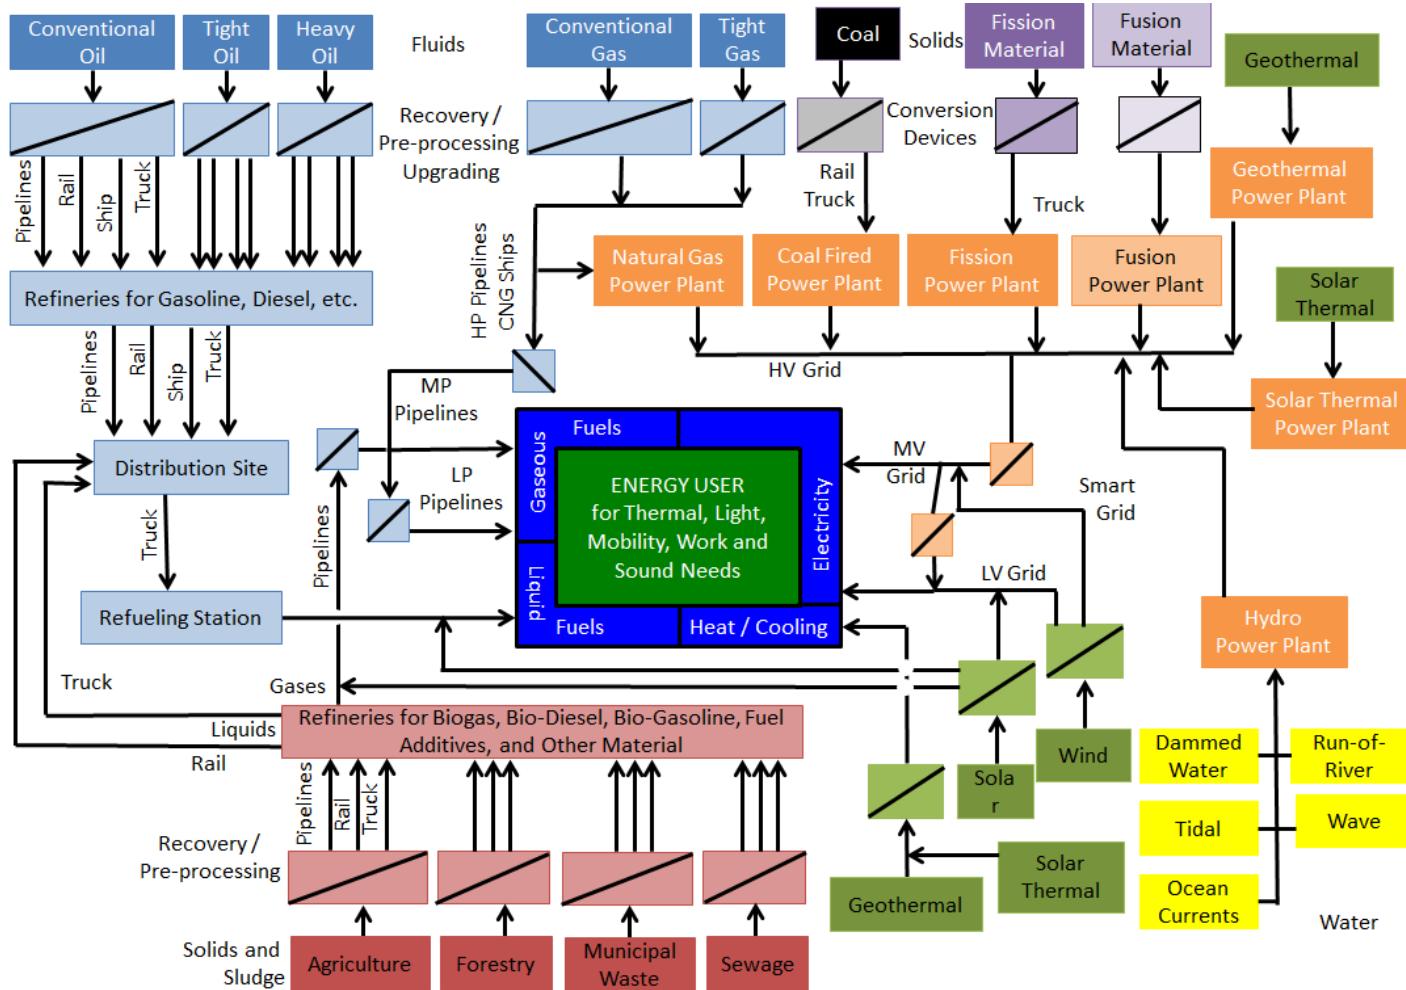 Conventional
Oil
Tight
Oil
Heavy
Oil
Fluids
Conventional
Gas
Tight
Gas
Coal
Solids
Fission
Material
Fusion
Material
Geothermal
Recovery /
Pre-processing
Upgrading
Conversion
Devices
Pipelines
Rail
Ship
Truck
Rail
Truck
Truck
Geothermal
Power Plant
HP Pipelines
CNG Ships
Natural Gas
Power Plant
Coal Fired
Power Plant
Fission
Power Plant
Fusion
Power Plant
Refineries for Gasoline, Diesel, etc.
Solar
Thermal
Pipelines
Rail
Ship
Truck
HV Grid
MP
Pipelines
Solar Thermal
Power Plant
Distribution Site
LP
Pipelines
Gaseous
Fuels
ENERGY USER
for Thermal, Light,
Mobility, Work and
Sound Needs
Electricity
Liquid
Fuels
Heat / Cooling
MV
Grid
Smart
Grid
LV Grid
Truck
Pipelines
Refueling Station
Hydro
Power Plant
Truck
Gases
Liquids
Rail
Refineries for Biogas, Bio-Diesel, Bio-Gasoline, Fuel
Additives, and Other Material
Sola
r
Wind
Dammed
Water
Run-of-
River
Tidal
Wave
Ocean
Currents
Water
Pipelines
Rail
Truck
Recovery /
Pre-processing
Solar
Thermal
Geothermal
Solids and
Sludge
Agriculture
Forestry
Municipal
Waste
Sewage